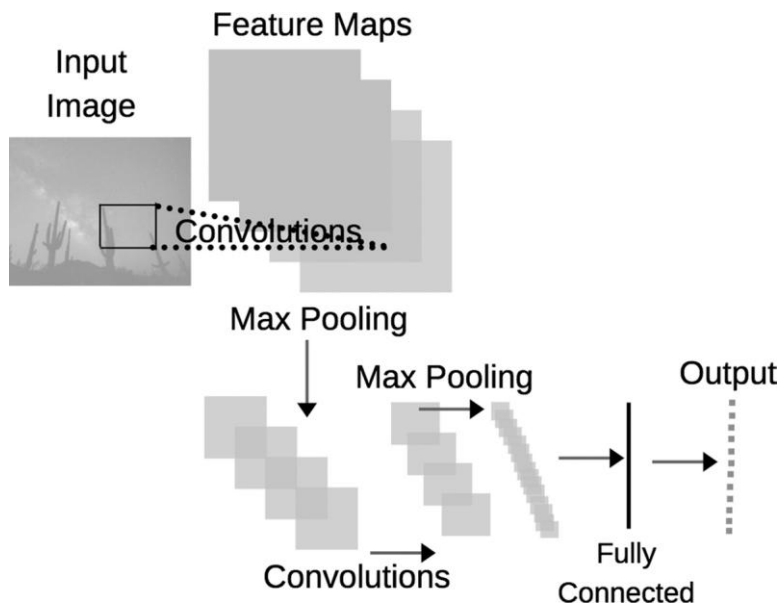 Feature Maps
Input
Image
Convolutions
Max Pooling
Max Pooling
Output
Convolutions
Fully
Connected